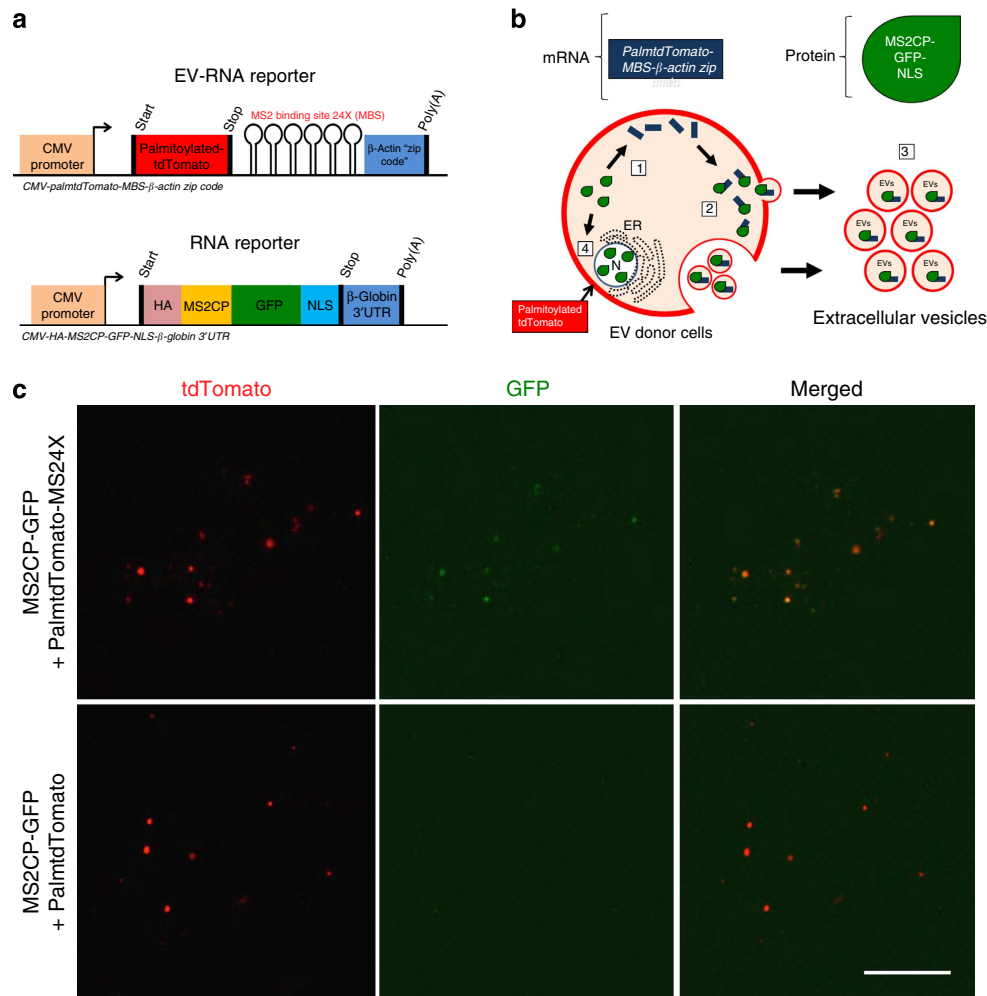 a
EV-RNA reporter
Start
Stop
MS2 binding site 24X (MBS)
Poly(A)
CMV
promoter
Palmitoylated-
tdTomato
β-Actin “zip
code”
CMV-palmtdTomato-MBS-β-actin zip code
RNA reporter
Start
Stop
Poly(A)
CMV
promoter
HA
MS2CP
GFP
NLS
β-Globin
3′UTR
CMV-HA-MS2CP-GFP-NLS-β-globin 3′UTR
b
mRNA
PalmtdTomato-
MBS-β-actin zip
Protein
MS2CP-
GFP-
NLS
1
2
3
4
ER
N
Palmitoylated
tdTomato
EV donor cells
EVs
EVs
EVs
EVs
EVs
EVs
Extracellular vesicles
c
tdTomato
GFP
Merged
MS2CP-GFP
+ PalmtdTomato-MS24X
MS2CP-GFP
+ PalmtdTomato